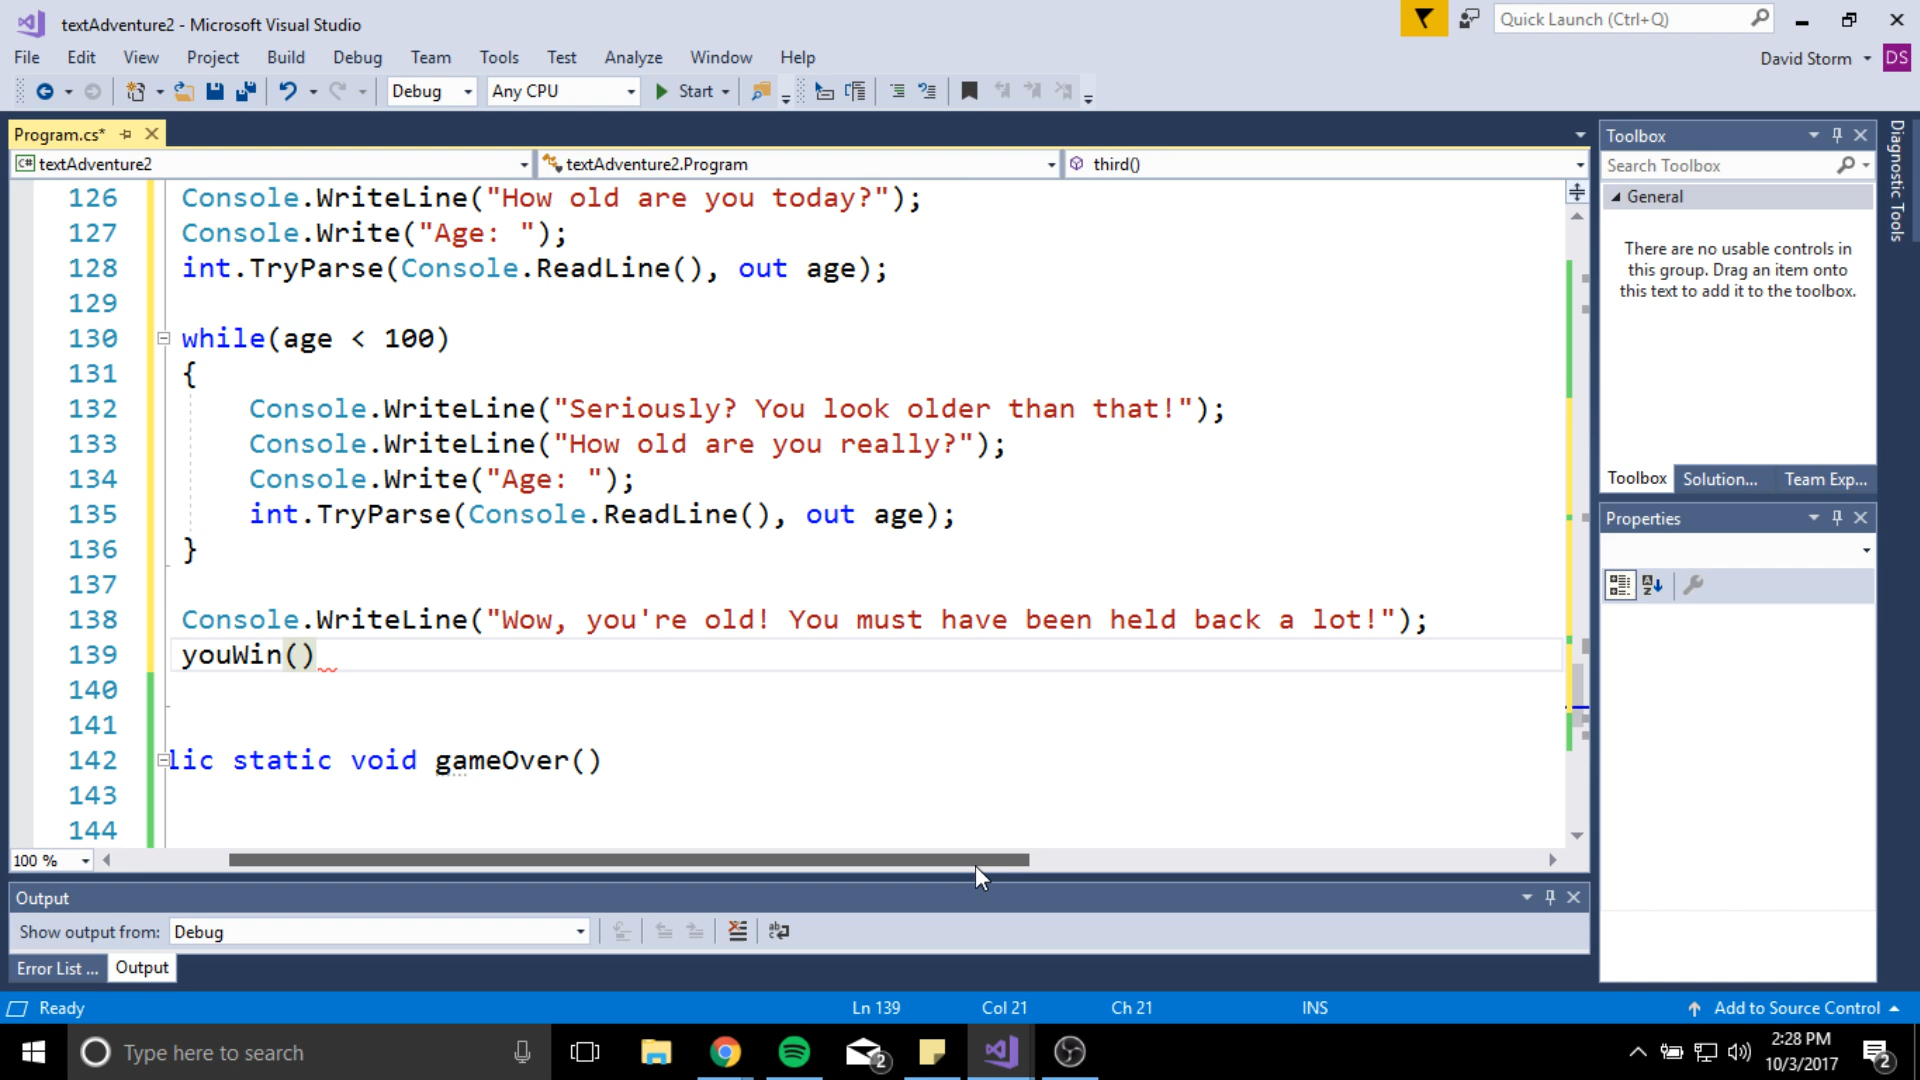 textAdventure2 - Microsoft Visual Studio
Quick Launch (Ctrl+Q)
File Edit View Project Build Debug Team Tools Test Analyze Window Help
David Storm DS
Debug Any CPU Start
Program.cs*
C# textAdventure2 textAdventure2.Program third()
126 Console.WriteLine("How old are you today?");
127 Console.Write("Age: ");
128 int.TryParse(Console.ReadLine(), out age);
129
130 while(age < 100)
131 {
132 Console.WriteLine("Seriously? You look older than that!");
133 Console.WriteLine("How old are you really?");
134 Console.Write("Age: ");
135 int.TryParse(Console.ReadLine(), out age);
136 }
137
138 Console.WriteLine("Wow, you're old! You must have been held back a lot!");
139 youWin()
140
141
142 lic static void gameOver()
143
144
100 %
Toolbox
Search Toolbox
General
There are no usable controls in
this group. Drag an item onto
this text to add it to the toolbox.
Toolbox Solution... Team Exp...
Properties
Diagnostic Tools
Output
Show output from: Debug
Error List ... Output
Ready Ln 139 Col 21 Ch 21 INS Add to Source Control
Type here to search
2
2:28 PM
10/3/2017
2